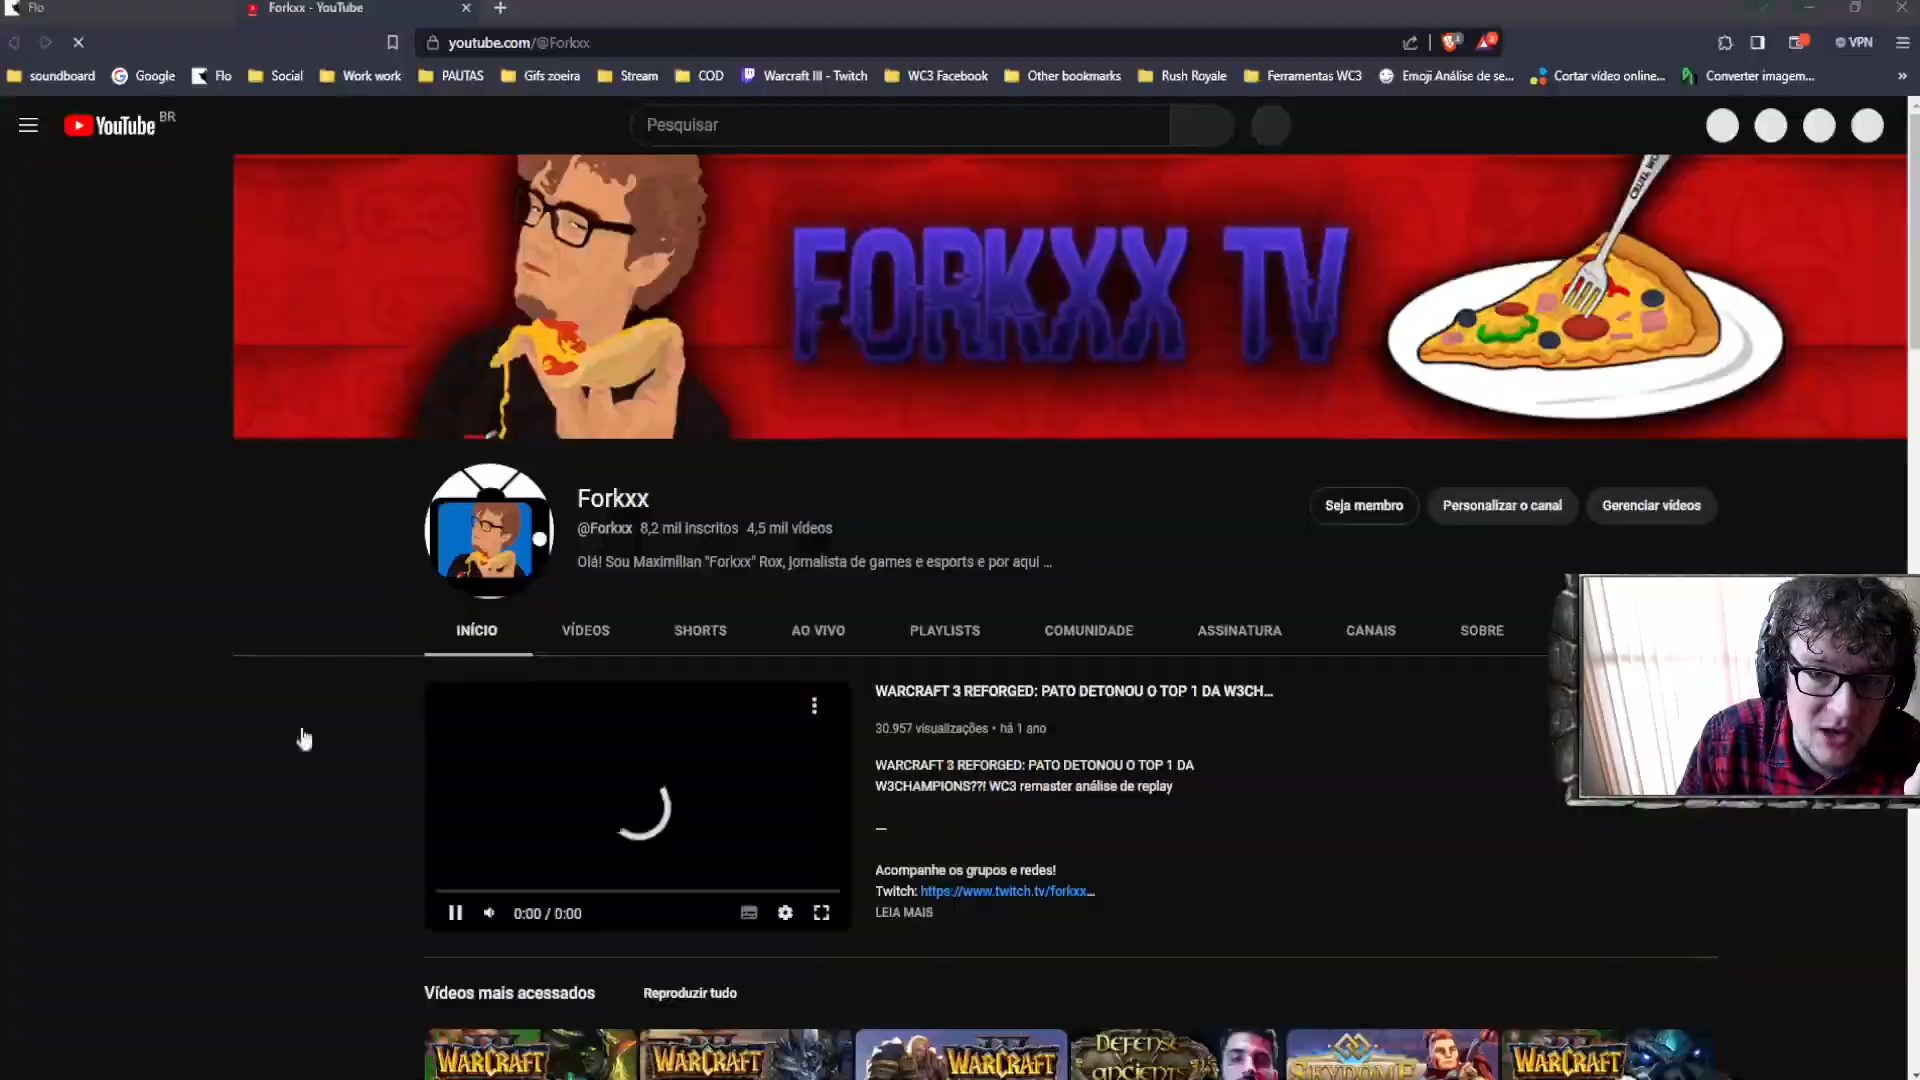 Flo
Forkxx - YouTube
youtube.com/@Forkxx
VPN
soundboard Google Flo Social Work work PAUTAS Gifs zoeira Stream COD Warcraft III - Twitch WC3 Facebook Other bookmarks Rush Royale Ferramentas WC3 Emoji Análise de se... Cortar vídeo online... Converter imagem...
YouTube BR
Pesquisar
FORKXX TV
Forkxx
@Forkxx 8,2 mil inscritos 4,5 mil vídeos
Olá! Sou Maximilian "Forkxx" Rox, jornalista de games e esports e por aqui ...
Seja membro Personalizar o canal Gerenciar vídeos
INÍCIO VÍDEOS SHORTS AO VIVO PLAYLISTS COMUNIDADE ASSINATURA CANAIS SOBRE
WARCRAFT 3 REFORGED: PATO DETONOU O TOP 1 DA W3CH...
30.957 visualizações • há 1 ano
WARCRAFT 3 REFORGED: PATO DETONOU O TOP 1 DA
W3CHAMPIONS??! WC3 remaster análise de replay
—
Acompanhe os grupos e redes!
Twitch: https://www.twitch.tv/forkxx...
LEIA MAIS
0:00 / 0:00
Vídeos mais acessados Reproduzir tudo
WARCRAFT WARCRAFT WARCRAFT DEFENSE ANCIENTS SKYDOME WARCRAFT